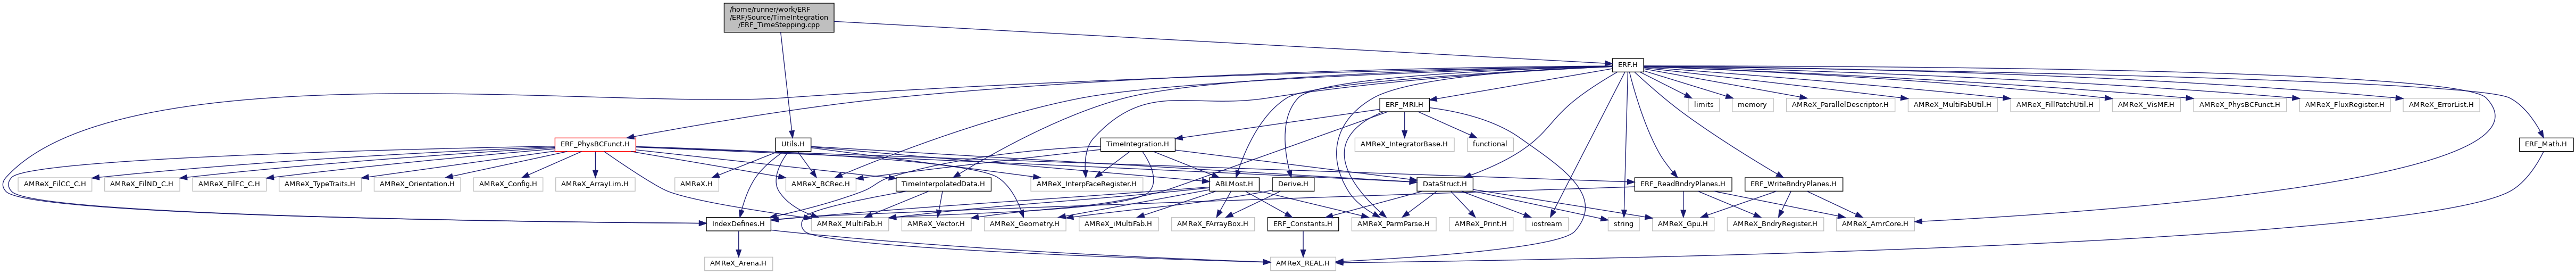 /home/runner/work/ERF
/ERF/Source/TimeIntegration
/ERF_TimeStepping.cpp
ERF.H
ERF_MRI.H
limits
memory
AMReX_ParallelDescriptor.H
AMReX_MultiFabUtil.H
AMReX_FillPatchUtil.H
AMReX_VisMF.H
AMReX_PhysBCFunct.H
AMReX_FluxRegister.H
AMReX_ErrorList.H
ERF_PhysBCFunct.H
Utils.H
TimeIntegration.H
AMReX_IntegratorBase.H
functional
ERF_Math.H
AMReX_FilCC_C.H
AMReX_FilND_C.H
AMReX_FilFC_C.H
AMReX_TypeTraits.H
AMReX_Orientation.H
AMReX_Config.H
AMReX_ArrayLim.H
AMReX.H
AMReX_BCRec.H
TimeInterpolatedData.H
AMReX_InterpFaceRegister.H
ABLMost.H
Derive.H
DataStruct.H
ERF_ReadBndryPlanes.H
ERF_WriteBndryPlanes.H
IndexDefines.H
AMReX_MultiFab.H
AMReX_Vector.H
AMReX_Geometry.H
AMReX_iMultiFab.H
AMReX_FArrayBox.H
ERF_Constants.H
AMReX_ParmParse.H
AMReX_Print.H
iostream
string
AMReX_Gpu.H
AMReX_BndryRegister.H
AMReX_AmrCore.H
AMReX_Arena.H
AMReX_REAL.H